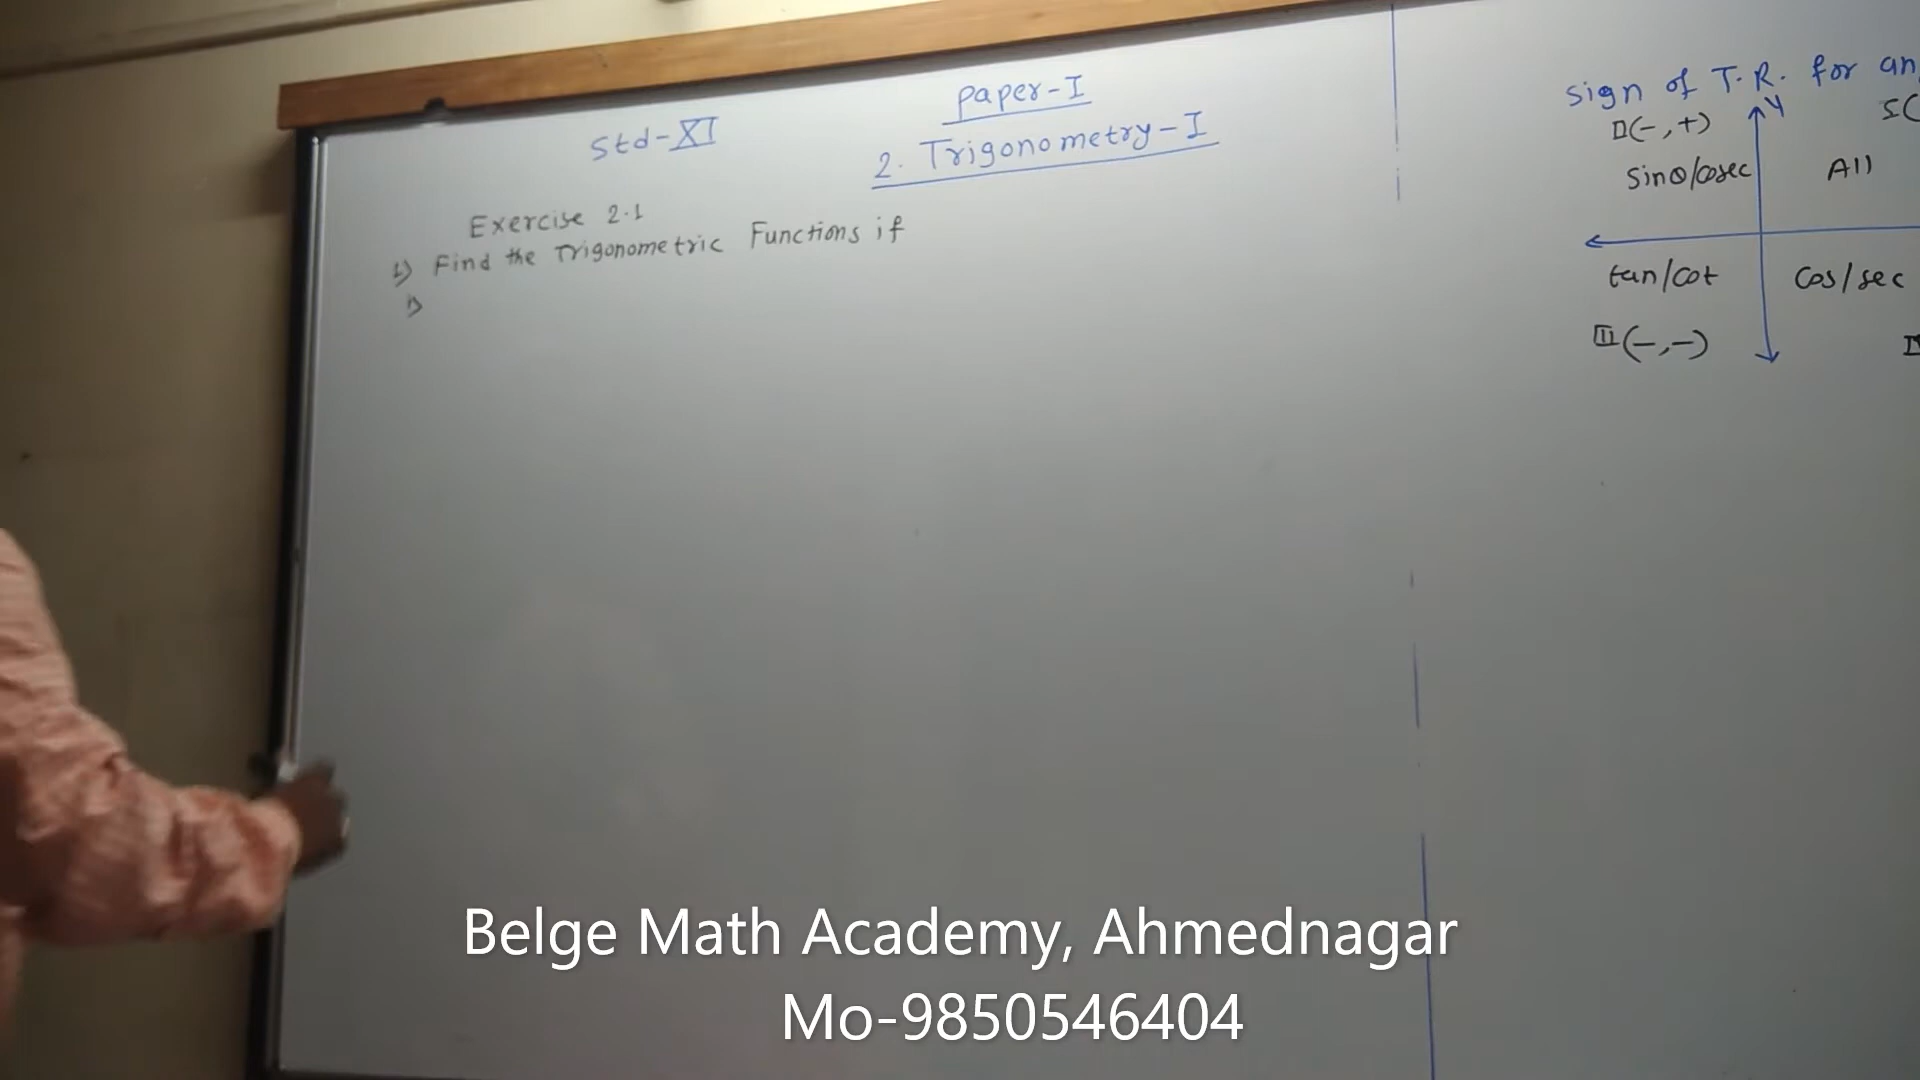 Paper-I
Std-XI
2. Trigonometry-I
Exercise 2.1
1) Find the Trigonometric Functions if
1)
Sign of T.R. for an
II(-,+)
Y
I(
Sinθ/cosec
All
tan/cot
Cos/sec
III(-,-)
Belge Math Academy, Ahmednagar
Mo-9850546404